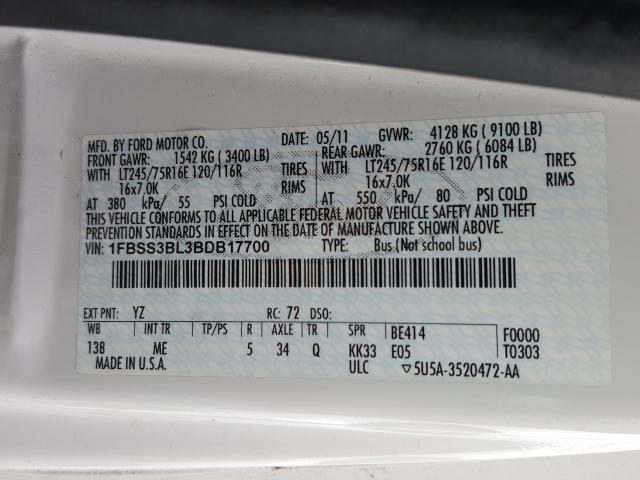 MFD. BY FORD MOTOR CO. DATE: 05/11 GVWR: 4128 KG ( 9100 LB)
FRONT GAWR: 1542 KG ( 3400 LB) REAR GAWR: 2760 KG ( 6084 LB)
WITH LT245/75R16E 120/116R TIRES WITH LT245/75R16E 120/116R TIRES
16x7.0K RIMS 16x7.0K RIMS
AT 380 kPa/ 55 PSI COLD AT 550 kPa/ 80 PSI COLD
THIS VEHICLE CONFORMS TO ALL APPLICABLE FEDERAL MOTOR VEHICLE SAFETY AND THEFT
PREVENTION STANDARDS IN EFFECT ON THE DATE OF MANUFACTURE SHOWN ABOVE.
VIN: 1FBSS3BL3BDB17700 TYPE: Bus (Not school bus)
EXT PNT: YZ RC: 72 DSO:
WB INT TR TP/PS R AXLE TR SPR BE414 F0000
138 ME 5 34 Q KK33 E05 T0303
MADE IN U.S.A. ULC ▽5U5A-3520472-AA